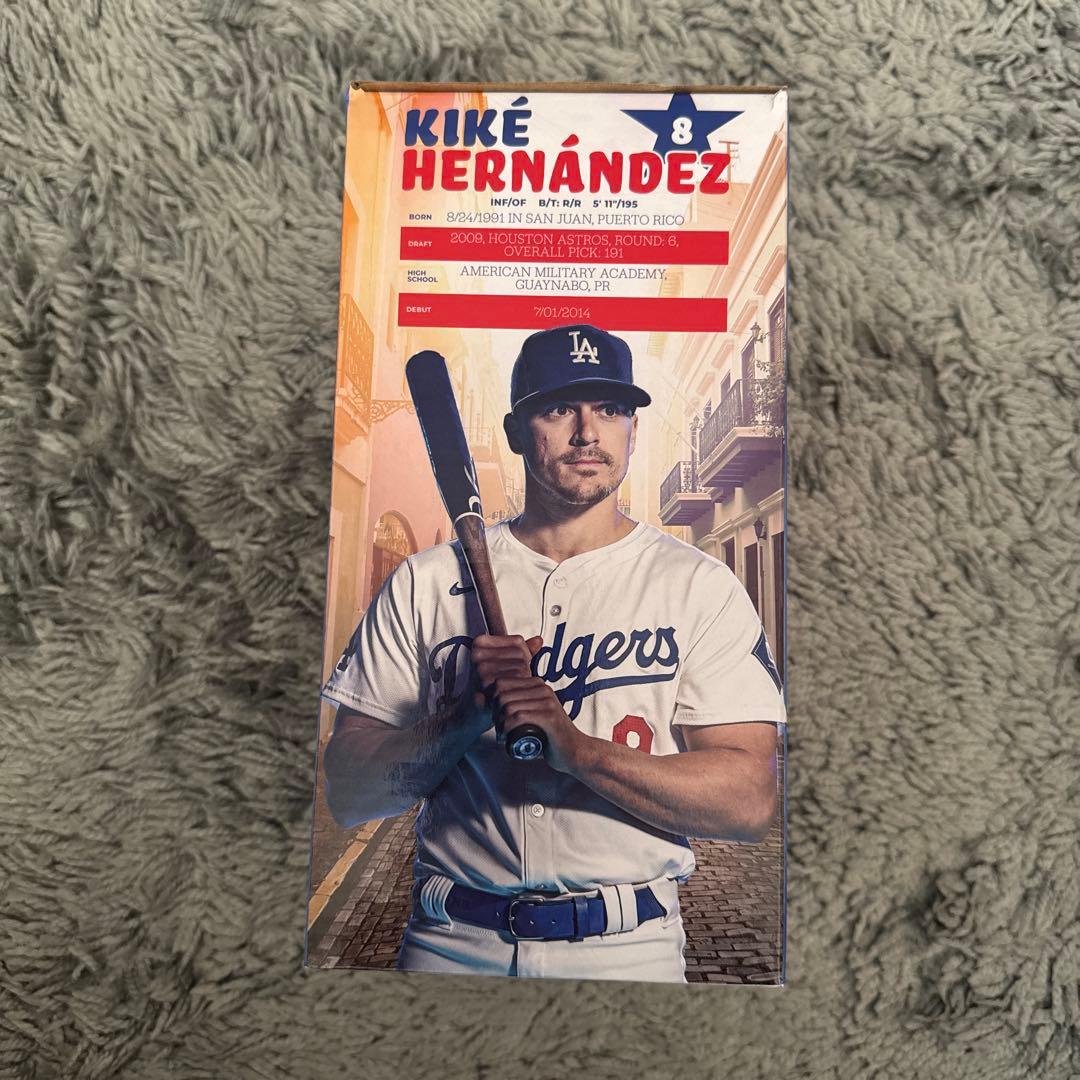 KIKÉ
8
HERNÁNDEZ
INF/OF B/T: R/R 5' 11"/195
BORN 8/24/1991 IN SAN JUAN, PUERTO RICO
DRAFT 2009, HOUSTON ASTROS, ROUND: 6,
OVERALL PICK: 191
HIGH SCHOOL AMERICAN MILITARY ACADEMY,
GUAYNABO, PR
DEBUT 7/01/2014
LA
Dodgers
8